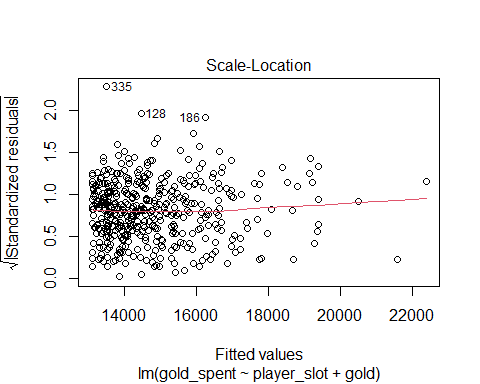 Scale-Location
√|Standardized residuals|
0.0 0.5 1.0 1.5 2.0
335
128
186
14000 16000 18000 20000 22000
Fitted values
lm(gold_spent ~ player_slot + gold)